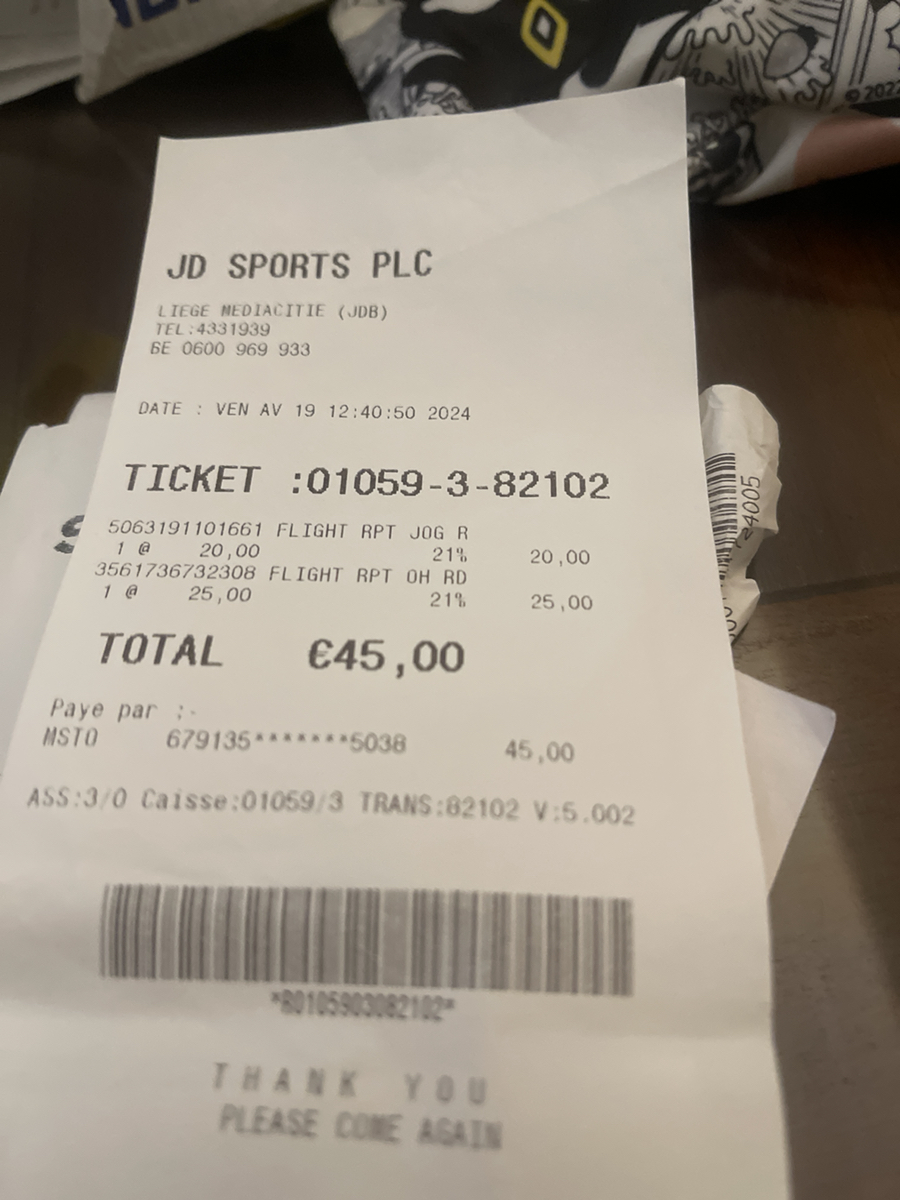 © 2022
JD SPORTS PLC
LIEGE MEDIACITIE (JDB)
TEL:4331939
BE 0600 969 933
DATE : VEN AV 19 12:40:50 2024
TICKET :01059-3-82102
5063191101661 FLIGHT RPT JOG R
1 @ 20,00 21% 20,00
3561736732308 FLIGHT RPT OH RD
1 @ 25,00 21% 25,00
TOTAL €45,00
Paye par :-
MSTO 679135*******5038 45,00
ASS:3/0 Caisse:01059/3 TRANS:82102 V:5.002
*R0105903082102*
THANK YOU
PLEASE COME AGAIN
24005